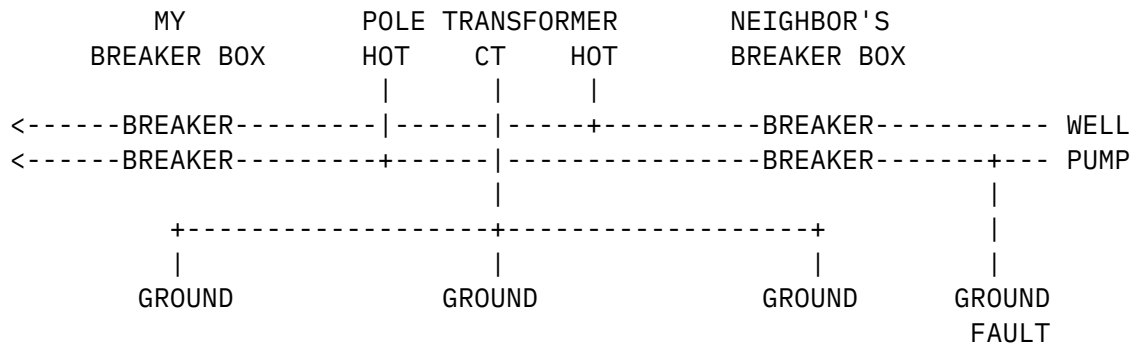 MY POLE TRANSFORMER NEIGHBOR'S
BREAKER BOX HOT CT HOT BREAKER BOX
| | |
<------BREAKER---------|------|-----+----------BREAKER----------- WELL
<------BREAKER---------+------|----------------BREAKER-------+--- PUMP
| |
+-------------------+-------------------+ |
| | | |
GROUND GROUND GROUND GROUND
FAULT